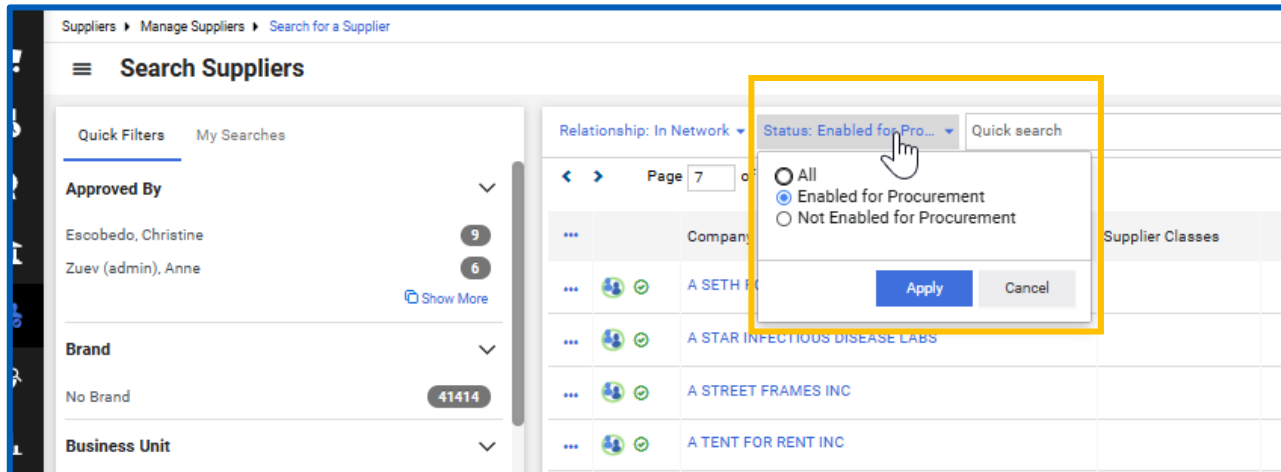 Suppliers ▸ Manage Suppliers ▸ Search for a Supplier
Search Suppliers
Quick Filters My Searches
Approved By
Escobedo, Christine 9
Zuev (admin), Anne 6
Show More
Brand
No Brand 41414
Business Unit
Relationship: In Network Status: Enabled for Pro... Quick search
Page 7
All
Enabled for Procurement
Not Enabled for Procurement
Apply Cancel
Supplier Classes
A SETH
A STAR INFECTIOUS DISEASE LABS
A STREET FRAMES INC
A TENT FOR RENT INC